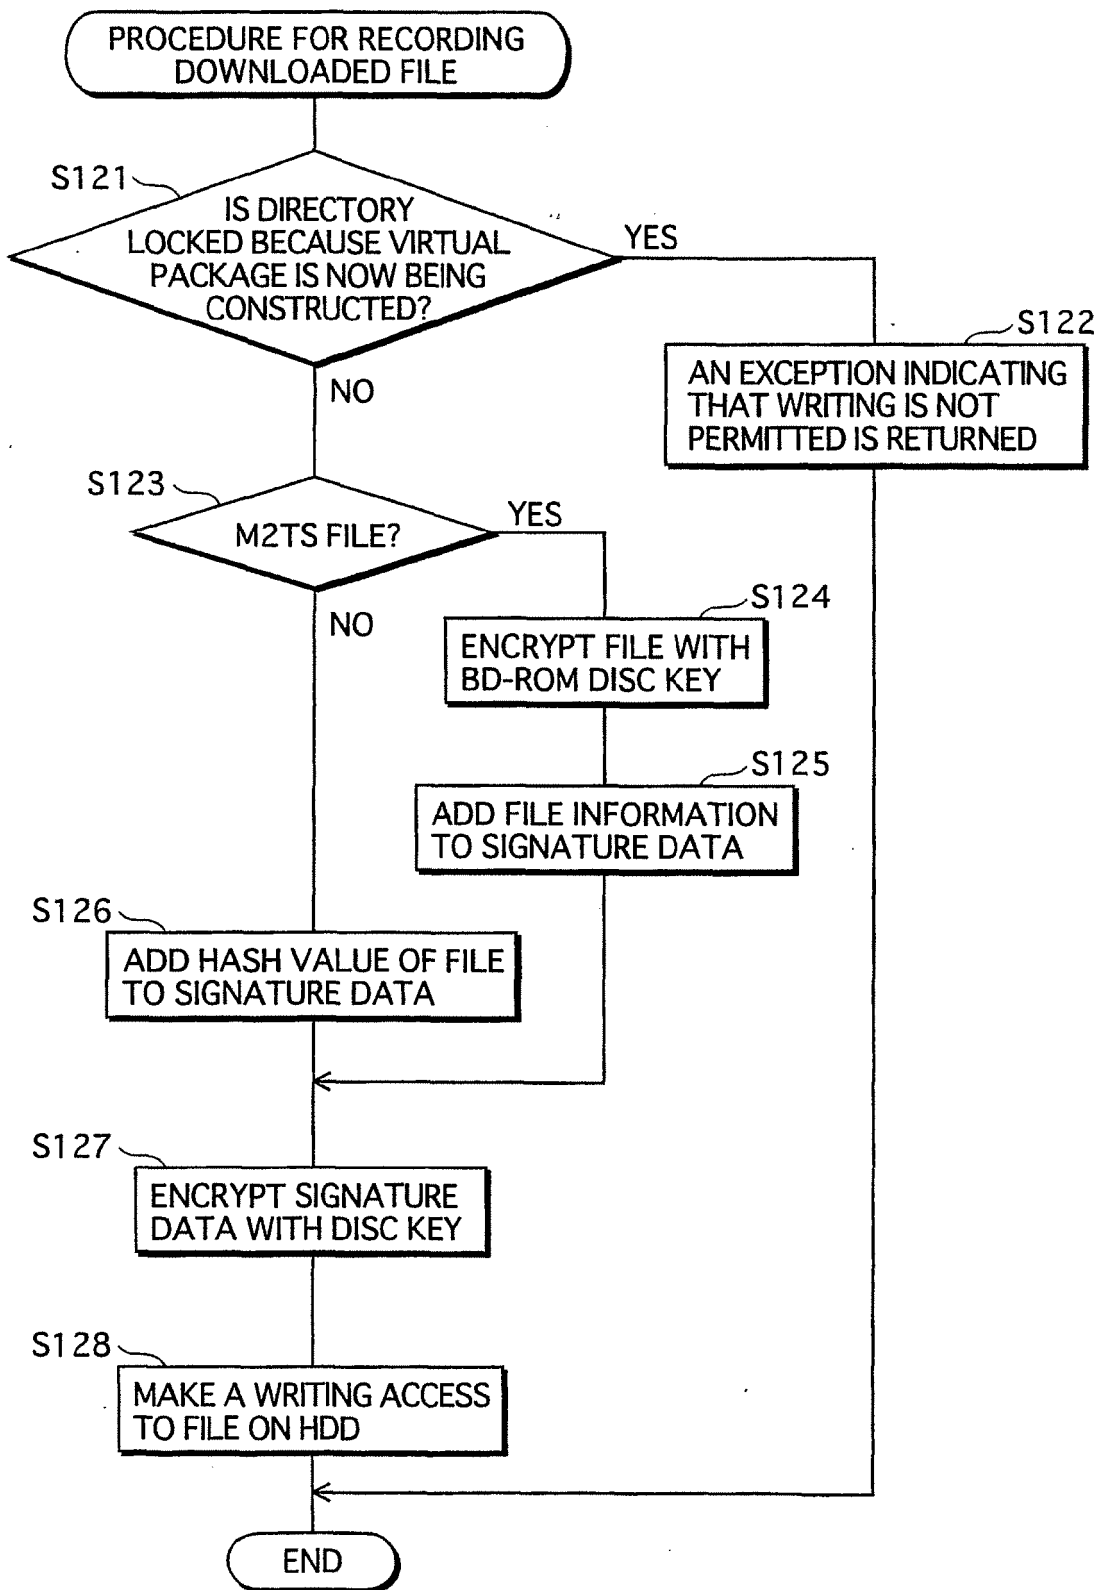 PROCEDURE FOR RECORDING
DOWNLOADED FILE
S121
IS DIRECTORY
LOCKED BECAUSE VIRTUAL
PACKAGE IS NOW BEING
CONSTRUCTED?
YES
NO
S122
AN EXCEPTION INDICATING
THAT WRITING IS NOT
PERMITTED IS RETURNED
S123
M2TS FILE?
YES
NO
S124
ENCRYPT FILE WITH
BD-ROM DISC KEY
S125
ADD FILE INFORMATION
TO SIGNATURE DATA
S126
ADD HASH VALUE OF FILE
TO SIGNATURE DATA
S127
ENCRYPT SIGNATURE
DATA WITH DISC KEY
S128
MAKE A WRITING ACCESS
TO FILE ON HDD
END